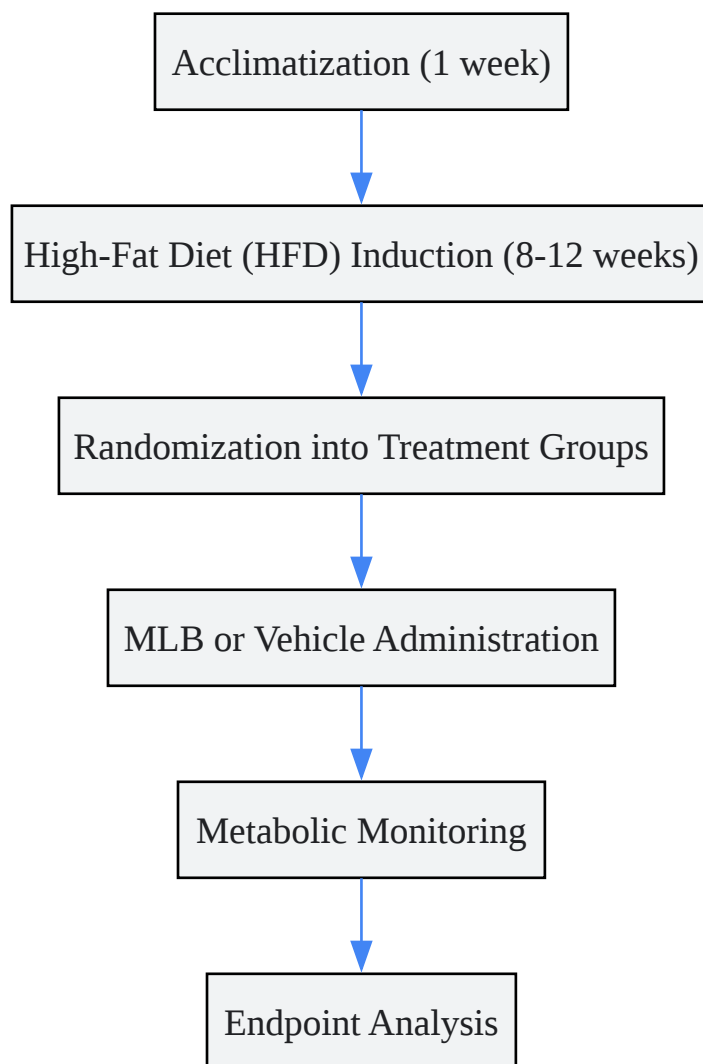 Acclimatization (1 week)
High-Fat Diet (HFD) Induction (8-12 weeks)
Randomization into Treatment Groups
MLB or Vehicle Administration
Metabolic Monitoring
Endpoint Analysis